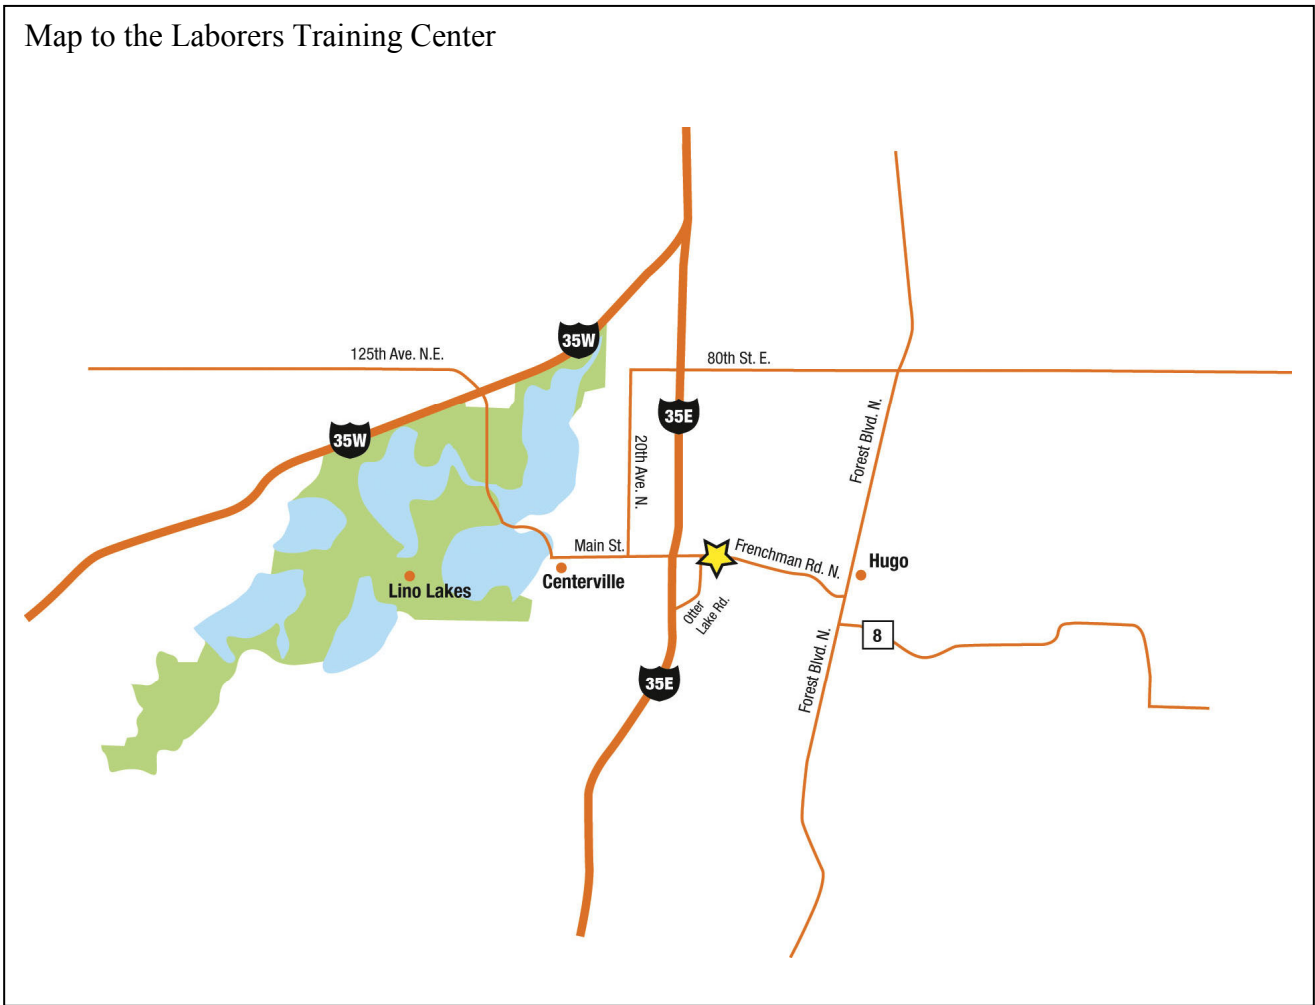 Map to the Laborers Training Center
35W
125th Ave. N.E.
80th St. E.
35E
35W
Forest Blvd. N.
20th Ave. N.
Main St.
Frenchman Rd. N.
Hugo
Centerville
Lino Lakes
Otter
Lake Rd.
8
Forest Blvd. N.
35E